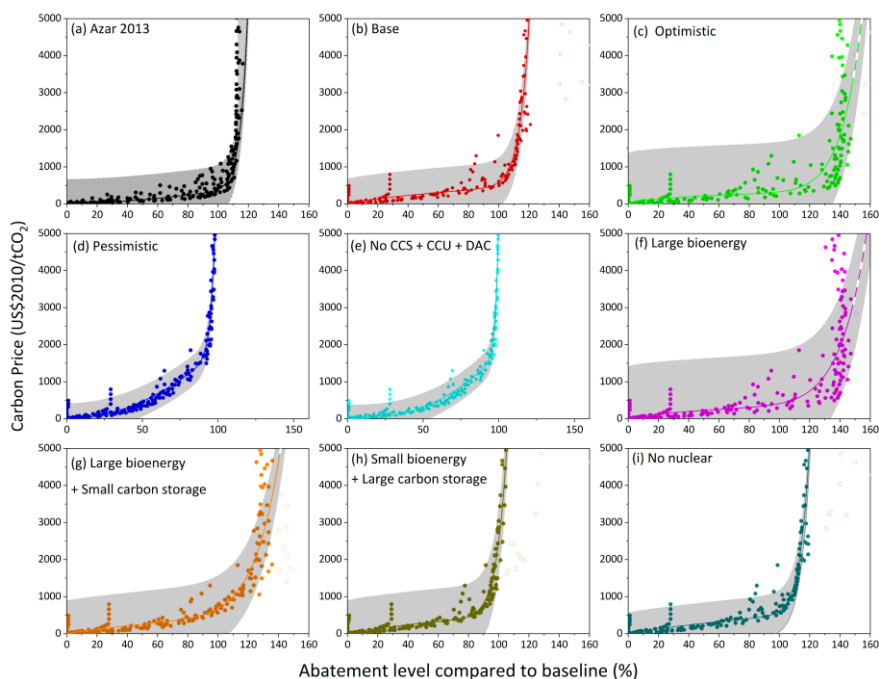 (a) Azar 2013
5000
4000
3000
2000
1000
0
0 20 40 60 80 100 120 140 160
(b) Base
5000
4000
3000
2000
1000
0
0 20 40 60 80 100 120 140 160
(c) Optimistic
5000
4000
3000
2000
1000
0
0 20 40 60 80 100 120 140 160
Carbon Price (US$2010/tCO2)
(d) Pessimistic
5000
4000
3000
2000
1000
0
0 50 100 150
(e) No CCS + CCU + DAC
5000
4000
3000
2000
1000
0
0 50 100 150
(f) Large bioenergy
5000
4000
3000
2000
1000
0
0 20 40 60 80 100 120 140 160
(g) Large bioenergy
+ Small carbon storage
5000
4000
3000
2000
1000
0
0 20 40 60 80 100 120 140 160
(h) Small bioenergy
+ Large carbon storage
5000
4000
3000
2000
1000
0
0 20 40 60 80 100 120 140 160
(i) No nuclear
5000
4000
3000
2000
1000
0
0 20 40 60 80 100 120 140 160
Abatement level compared to baseline (%)